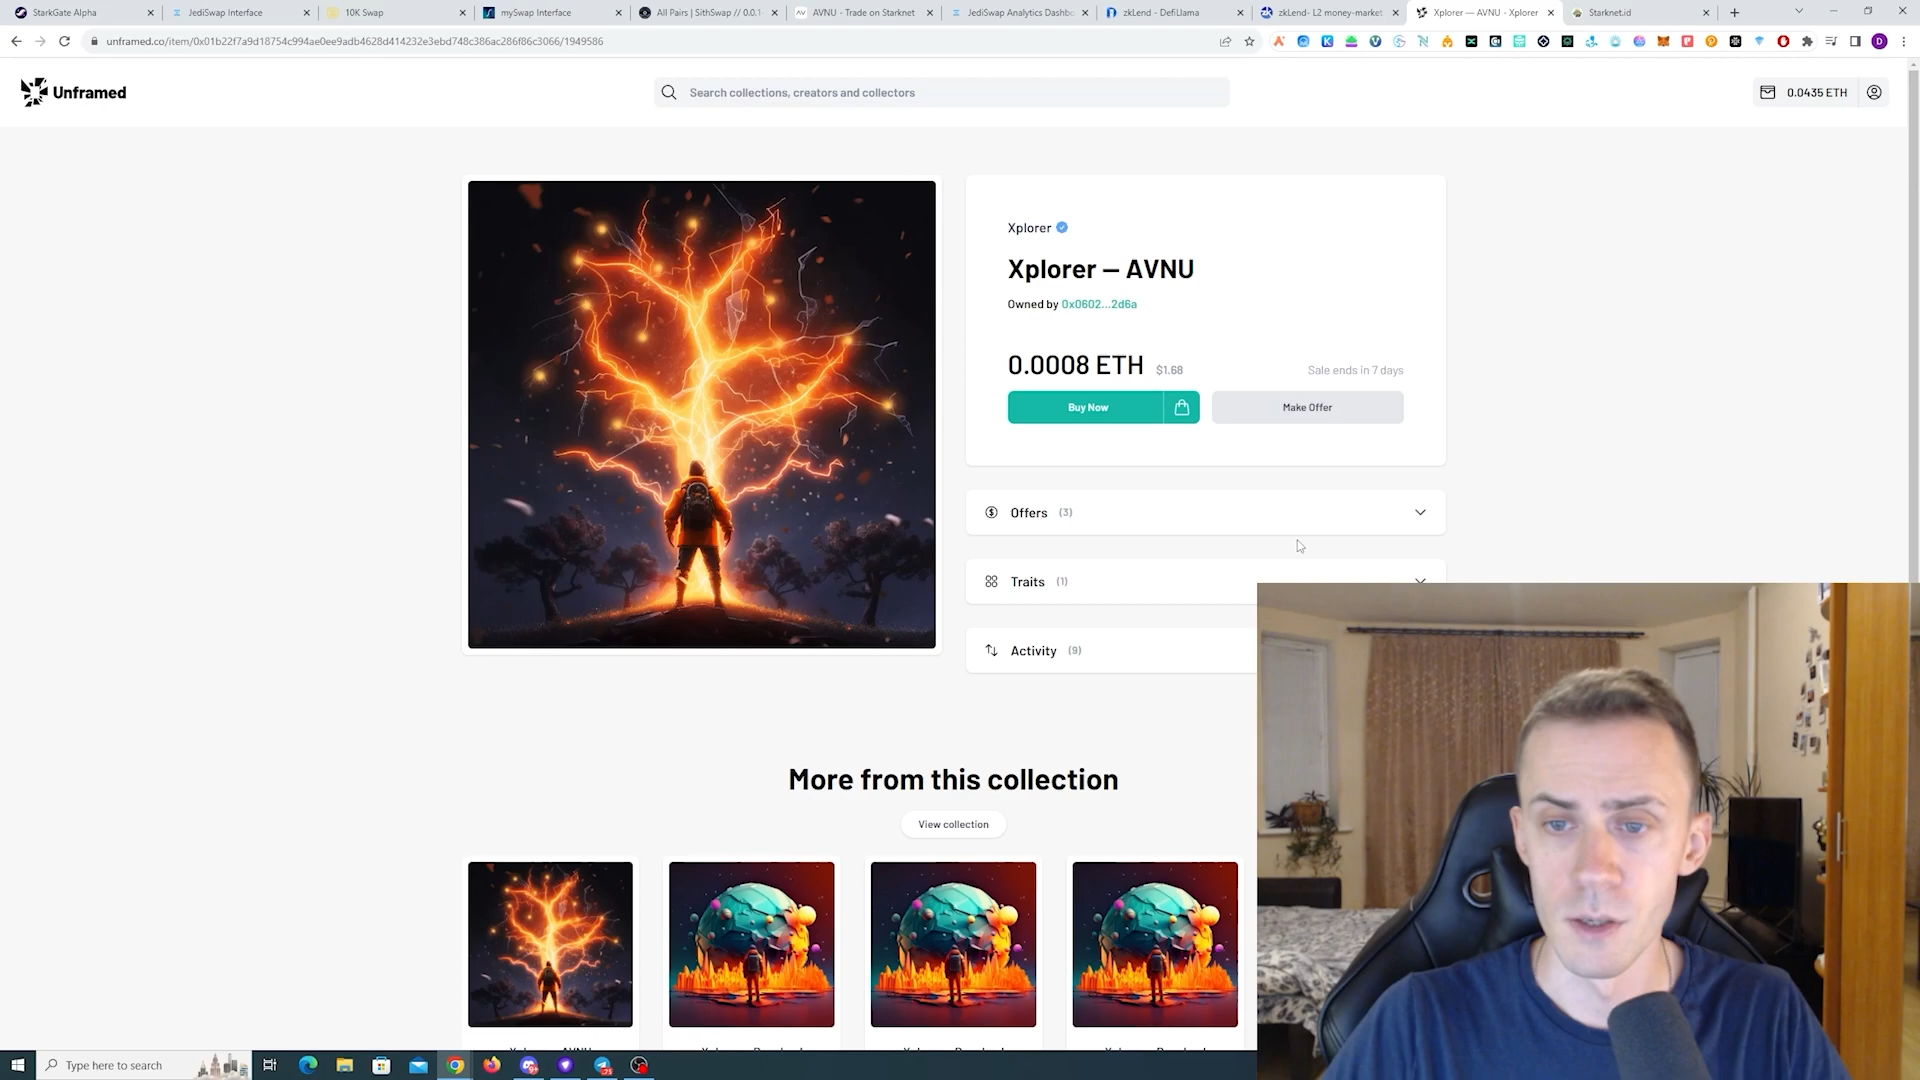 StarkGate Alpha
JediSwap Interface
10K Swap
mySwap Interface
All Pairs | SithSwap // 0.0.1-
AVNU - Trade on Starknet
JediSwap Analytics Dashbo
zkLend - DefiLlama
zkLend- L2 money-market
Xplorer — AVNU - Xplorer
Starknet.id
unframed.co/item/0x01b22f7a9d18754c994ae0ee9adb4628d414232e3ebd748c386ac286f86c3066/1949586
Unframed
Search collections, creators and collectors
0.0435 ETH
Xplorer
Xplorer — AVNU
Owned by 0x0602...2d6a
0.0008 ETH $1.68
Sale ends in 7 days
Buy Now
Make Offer
Offers (3)
Traits (1)
Activity (9)
More from this collection
View collection
Type here to search